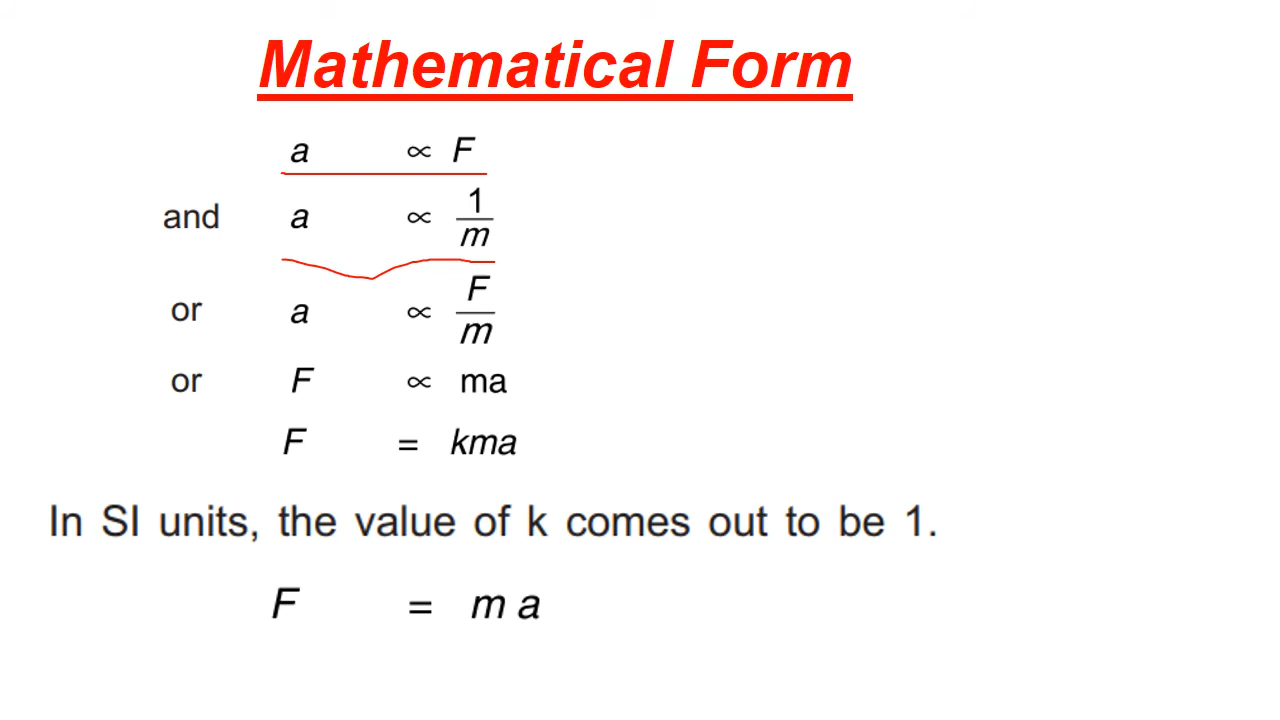 Mathematical Form
a ∝ F
and a ∝ 1/m
or a ∝ F/m
or F ∝ ma
F = kma
In SI units, the value of k comes out to be 1.
F = m a